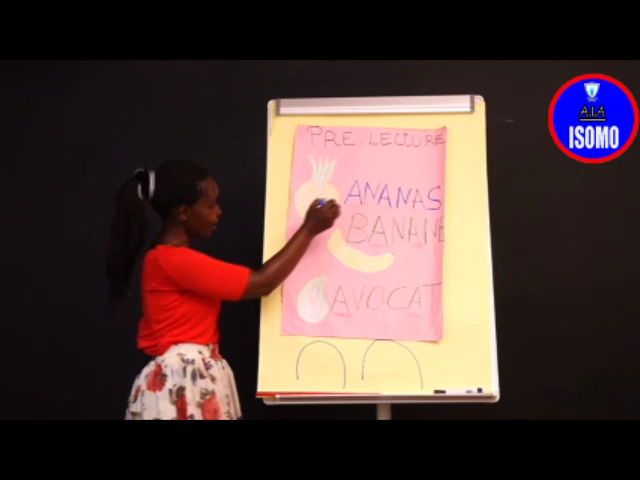 PRE.LECTURE
ANANAS
BANANE
AVOCAT
A.I.A
ISOMO